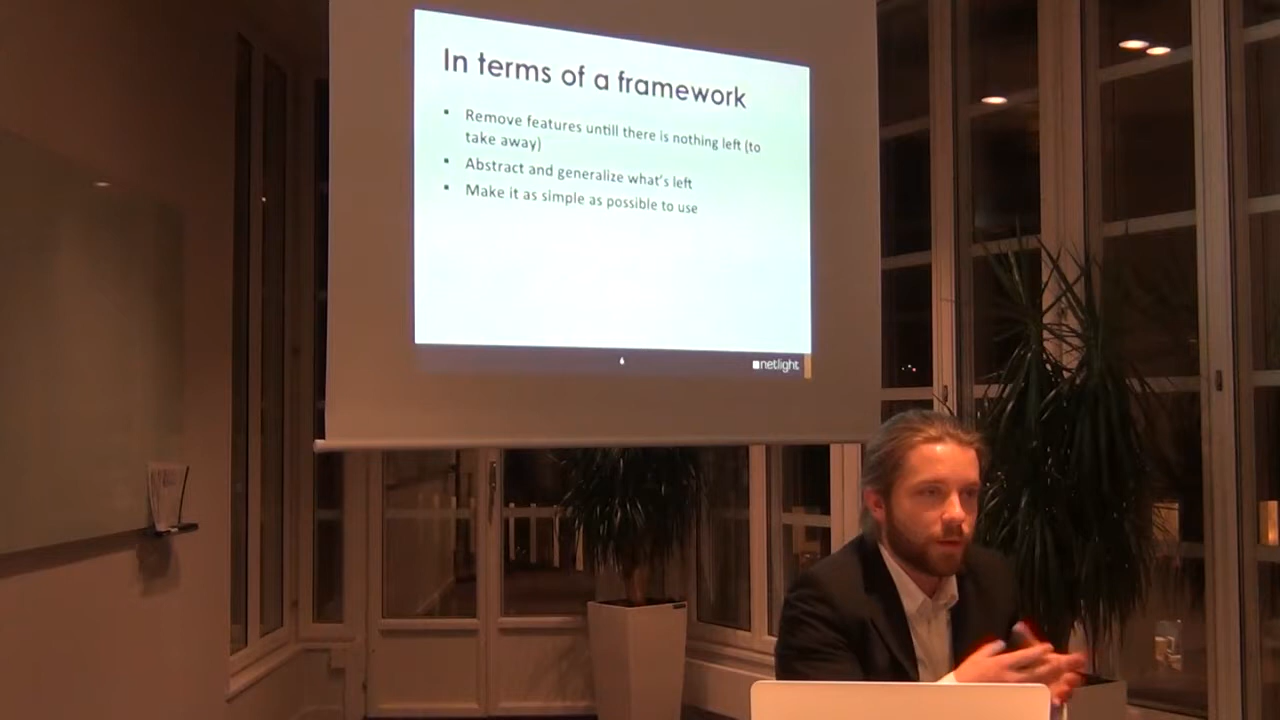 In terms of a framework
Remove features untill there is nothing left (to
take away)
Abstract and generalize what's left
Make it as simple as possible to use
netlight